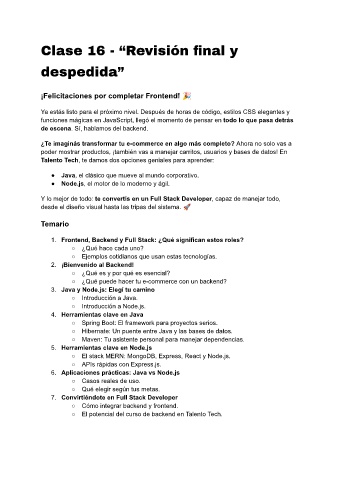 Clase 16 - “Revisión final y
despedida”
¡Felicitaciones por completar Frontend! 🎉
Ya estás listo para el próximo nivel. Después de horas de código, estilos CSS elegantes y
funciones mágicas en JavaScript, llegó el momento de pensar en todo lo que pasa detrás
de escena. Sí, hablamos del backend.
¿Te imaginás transformar tu e-commerce en algo más completo? Ahora no solo vas a
poder mostrar productos, ¡también vas a manejar carritos, usuarios y bases de datos! En
Talento Tech, te damos dos opciones geniales para aprender:
● Java, el clásico que mueve al mundo corporativo.
● Node.js, el motor de lo moderno y ágil.
Y lo mejor de todo: te convertís en un Full Stack Developer, capaz de manejar todo,
desde el diseño visual hasta las tripas del sistema. 🚀
Temario
1. Frontend, Backend y Full Stack: ¿Qué significan estos roles?
○ ¿Qué hace cada uno?
○ Ejemplos cotidianos que usan estas tecnologías.
2. ¡Bienvenido al Backend!
○ ¿Qué es y por qué es esencial?
○ ¿Qué puede hacer tu e-commerce con un backend?
3. Java y Node.js: Elegí tu camino
○ Introducción a Java.
○ Introducción a Node.js.
4. Herramientas clave en Java
○ Spring Boot: El framework para proyectos serios.
○ Hibernate: Un puente entre Java y las bases de datos.
○ Maven: Tu asistente personal para manejar dependencias.
5. Herramientas clave en Node.js
○ El stack MERN: MongoDB, Express, React y Node.js.
○ APIs rápidas con Express.js.
6. Aplicaciones prácticas: Java vs Node.js
○ Casos reales de uso.
○ Qué elegir según tus metas.
7. Convirtiéndote en Full Stack Developer
○ Cómo integrar backend y frontend.
○ El potencial del curso de backend en Talento Tech.